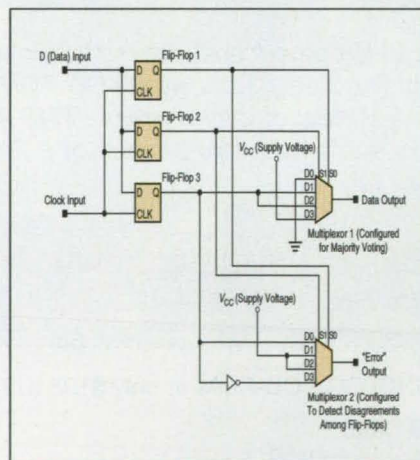 D (Data) Input
Flip-Flop 1
D Q
CLK
Flip-Flop 2
D Q
CLK
Flip-Flop 3
D Q
CLK
Clock Input
VCC (Supply Voltage)
D0 S1 S0
D1
D2
D3
Data Output
Multiplexor 1 (Configured
for Majority Voting)
VCC (Supply Voltage)
D0 S1 S0
D1
D2
D3
"Error"
Output
Multiplexor 2 (Configured
To Detect Disagreements
Among Flip-Flops)